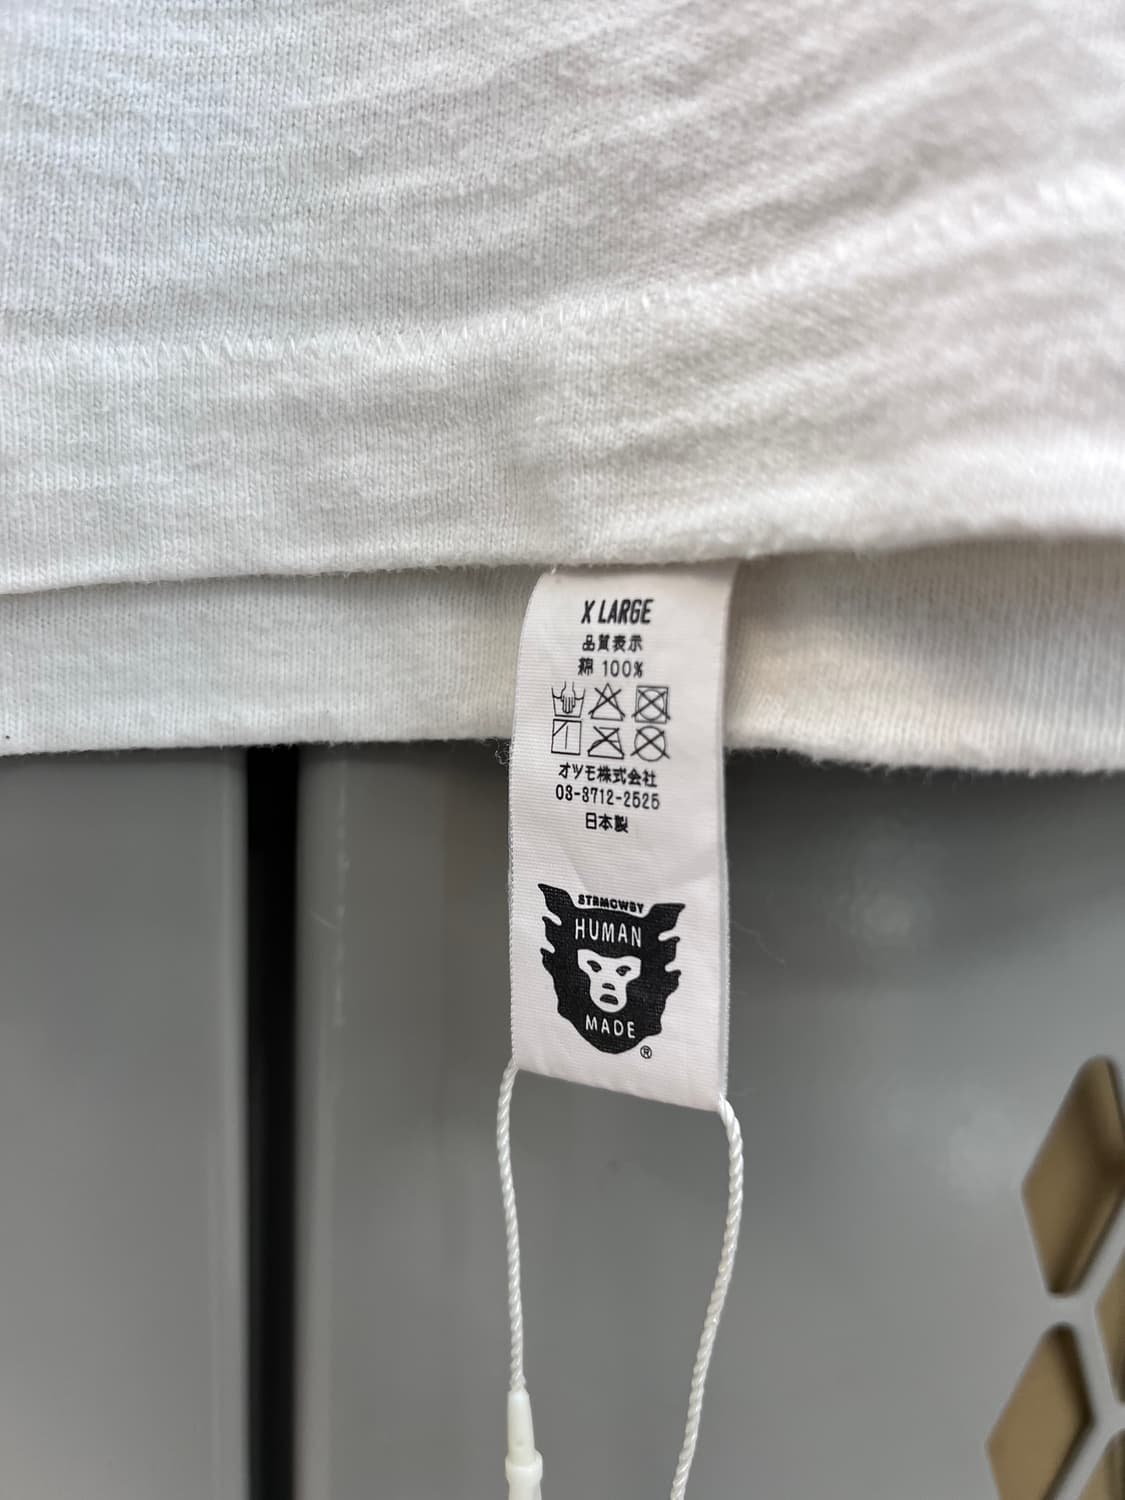 X LARGE
品質表示
綿 100%
オツモ株式会社
03-3712-2525
日本製
STRMCWBY
HUMAN
MADE
®